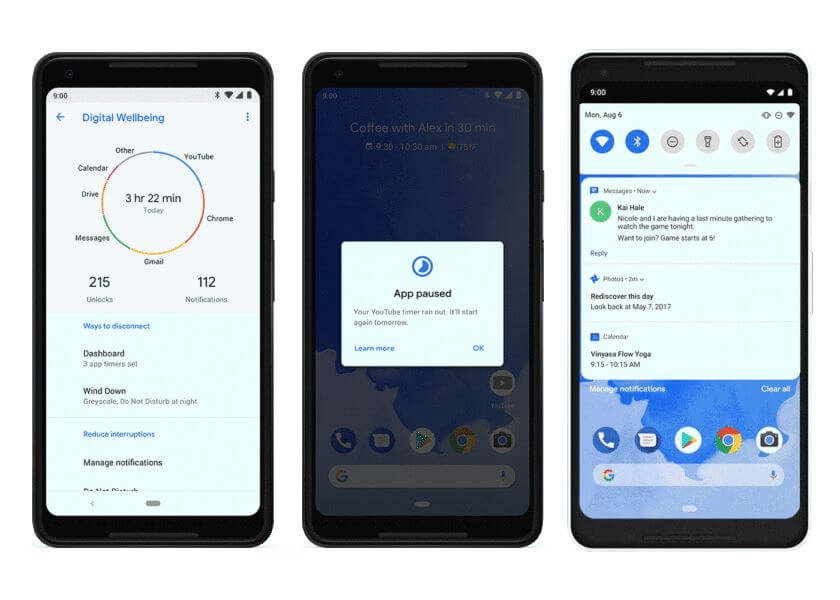 9:00
Digital Wellbeing
Other
YouTube
Calendar
Drive
3 hr 22 min
Today
Chrome
Messages
Gmail
215
112
Unlocks
Notifications
Ways to disconnect
Dashboard
3 app timers set
Wind Down
Greyscale, Do Not Disturb at night
Reduce interruptions
Manage notifications
Do Not Disturb
9:00
Coffee with Alex in 30 min
9:30 - 10:30 am | 75°F
App paused
Your YouTube timer ran out. It'll start
again tomorrow.
Learn more
OK
YouTube
9:00
Mon, Aug 6
Messages • Now
K
Kai Hale
Nicole and I are having a last minute gathering to
watch the game tonight.
Want to join? Game starts at 6!
Reply
Photos • 2m
Rediscover this day
Look back at May 7, 2017
Calendar
Vinyasa Flow Yoga
9:15 - 10:15 AM
Manage notifications
Clear all